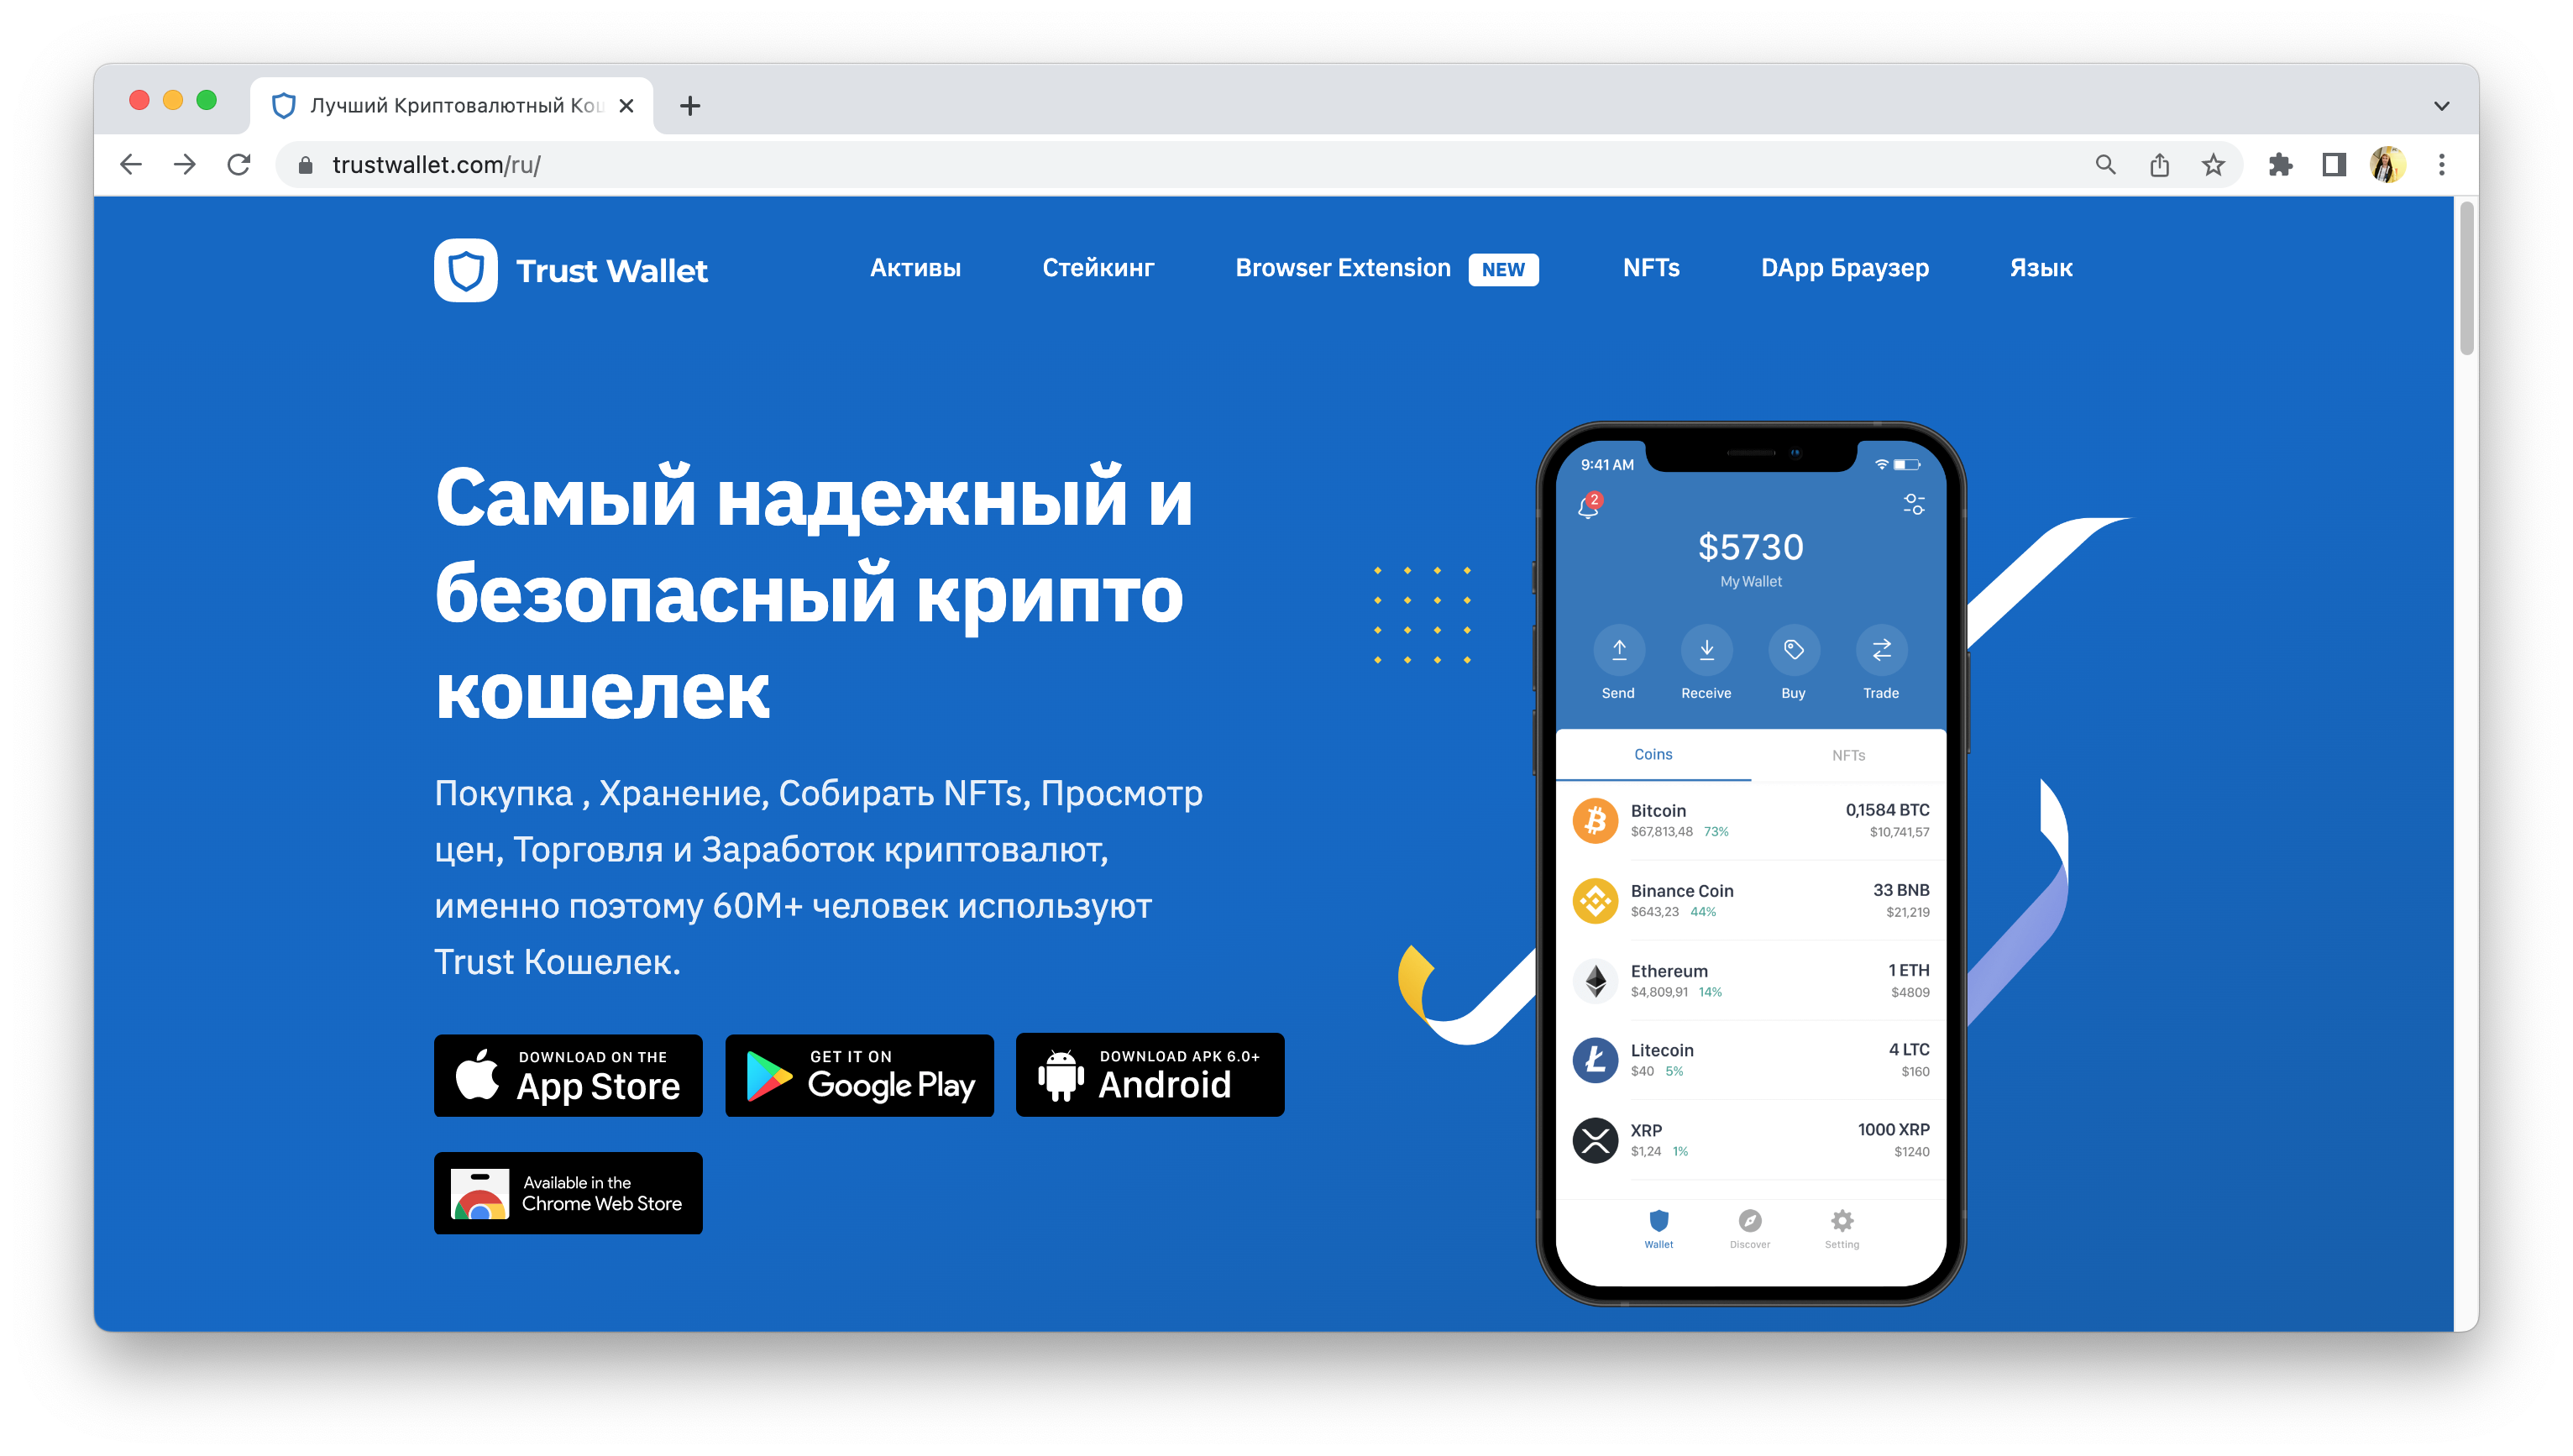 Лучший Криптовалютный Кош
trustwallet.com/ru/
Trust Wallet
Активы
Стейкинг
Browser Extension NEW
NFTs
DApp Браузер
Язык
Самый надежный и
безопасный крипто
кошелек
Покупка , Хранение, Собирать NFTs, Просмотр
цен, Торговля и Заработок криптовалют,
именно поэтому 60M+ человек используют
Trust Кошелек.
DOWNLOAD ON THE
App Store
GET IT ON
Google Play
DOWNLOAD APK 6.0+
Android
Available in the
Chrome Web Store
9:41 AM
2
$5730
My Wallet
Send Receive Buy Trade
Coins NFTs
Bitcoin 0,1584 BTC
$67,813,48 73% $10,741,57
Binance Coin 33 BNB
$643,23 44% $21,219
Ethereum 1 ETH
$4,809,91 14% $4809
Litecoin 4 LTC
$40 5% $160
XRP 1000 XRP
$1,24 1% $1240
Wallet Discover Setting